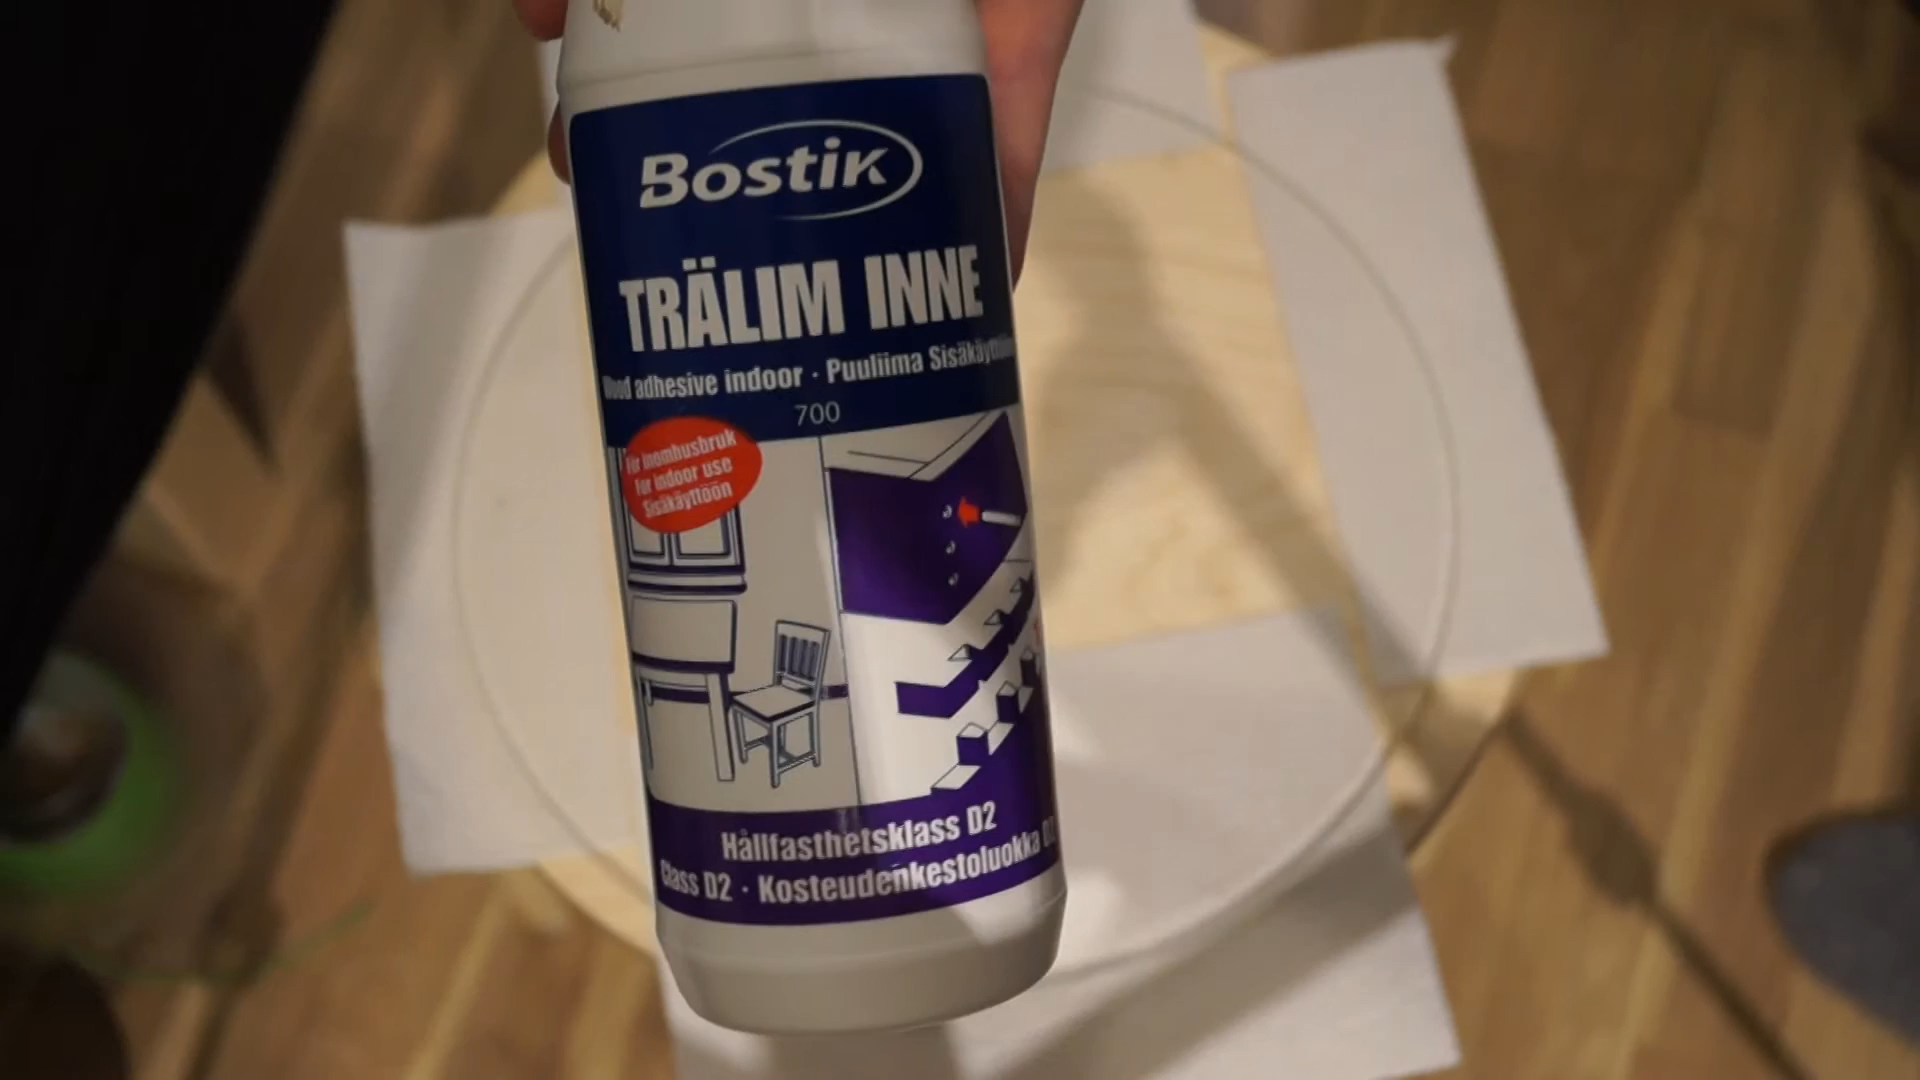 Bostik
TRÄLIM INNE
Wood adhesive indoor · Puuliima
700
För inomhusbruk
For indoor use
Sisäkäyttöön
Hållfasthetsklass D2
Class D2 · Kosteudenkestoluokka